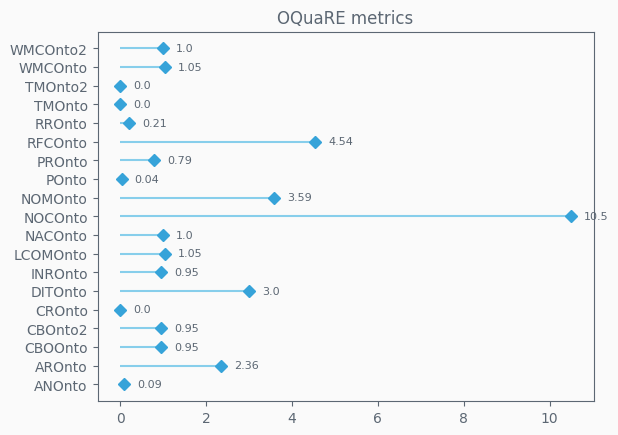 OQuaRE metrics
WMCOnto2 1.0
WMCOnto 1.05
TMOnto2 0.0
TMOnto 0.0
RROnto 0.21
RFCOnto 4.54
PROnto 0.79
POnto 0.04
NOMOnto 3.59
NOCOnto 10.5
NACOnto 1.0
LCOMOnto 1.05
INROnto 0.95
DITOnto 3.0
CROnto 0.0
CBOnto2 0.95
CBOOnto 0.95
AROnto 2.36
ANOnto 0.09
0 2 4 6 8 10